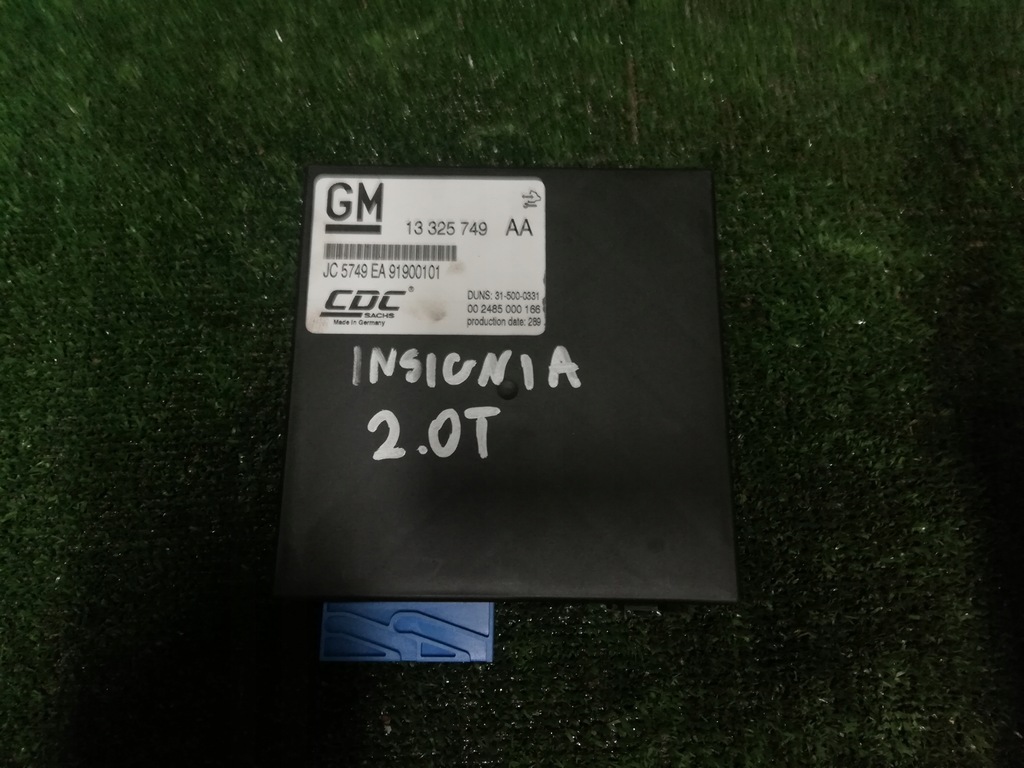 GM
13 325 749 AA
JC 5749 EA 91900101
CDC®
SACHS
Made in Germany
DUNS: 31-500-0331
00 2485 000 166
production date: 289
INSIGNIA
2.0T